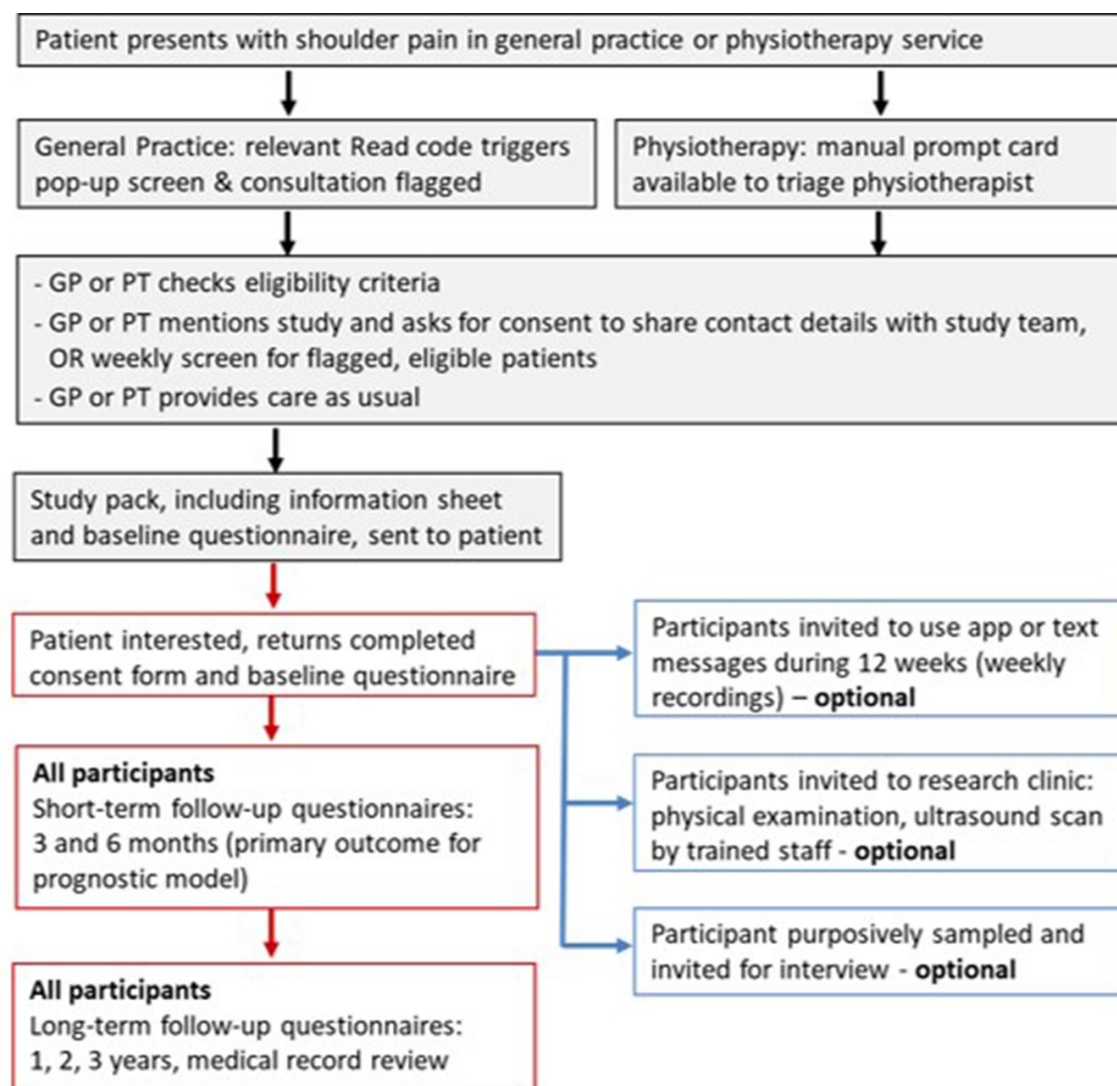 Patient presents with shoulder pain in general practice or physiotherapy service
General Practice: relevant Read code triggers
pop-up screen & consultation flagged
Physiotherapy: manual prompt card
available to triage physiotherapist
- GP or PT checks eligibility criteria
- GP or PT mentions study and asks for consent to share contact details with study team,
OR weekly screen for flagged, eligible patients
- GP or PT provides care as usual
Study pack, including information sheet
and baseline questionnaire, sent to patient
Patient interested, returns completed
consent form and baseline questionnaire
Participants invited to use app or text
messages during 12 weeks (weekly
recordings) – optional
All participants
Short-term follow-up questionnaires:
3 and 6 months (primary outcome for
prognostic model)
Participants invited to research clinic:
physical examination, ultrasound scan
by trained staff - optional
Participant purposively sampled and
invited for interview - optional
All participants
Long-term follow-up questionnaires:
1, 2, 3 years, medical record review